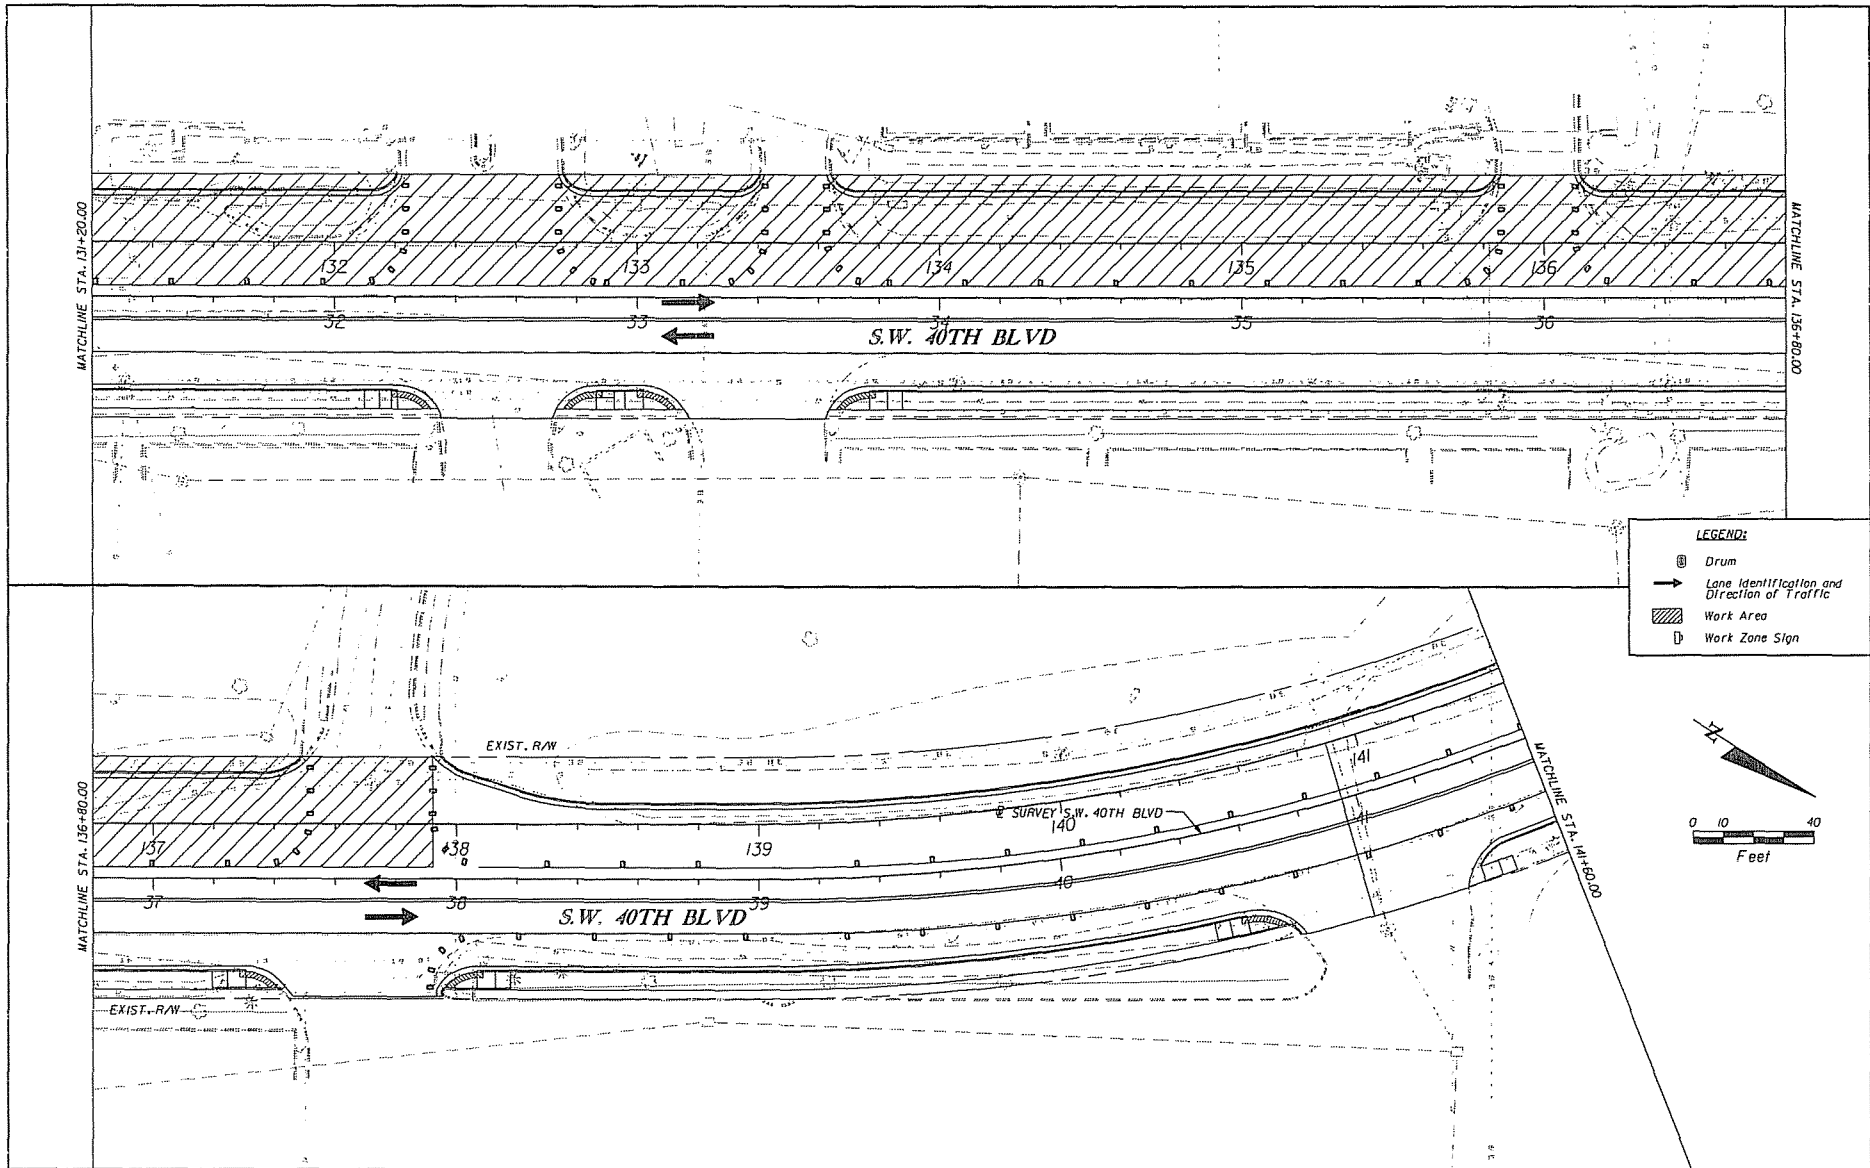 MATCHLINE STA. 131+20.00
132
133
134
135
136
32
33
34
35
36
S.W. 40TH BLVD
MATCHLINE STA. 136+80.00
LEGEND:
Drum
Lane Identification and
Direction of Traffic
Work Area
Work Zone Sign
MATCHLINE STA. 136+80.00
EXIST. R/W
137
138
139
140
141
℄ SURVEY S.W. 40TH BLVD
37
38
39
40
41
S.W. 40TH BLVD
EXIST. R/W
MATCHLINE STA. 141+60.00
N
0 10 40
Feet